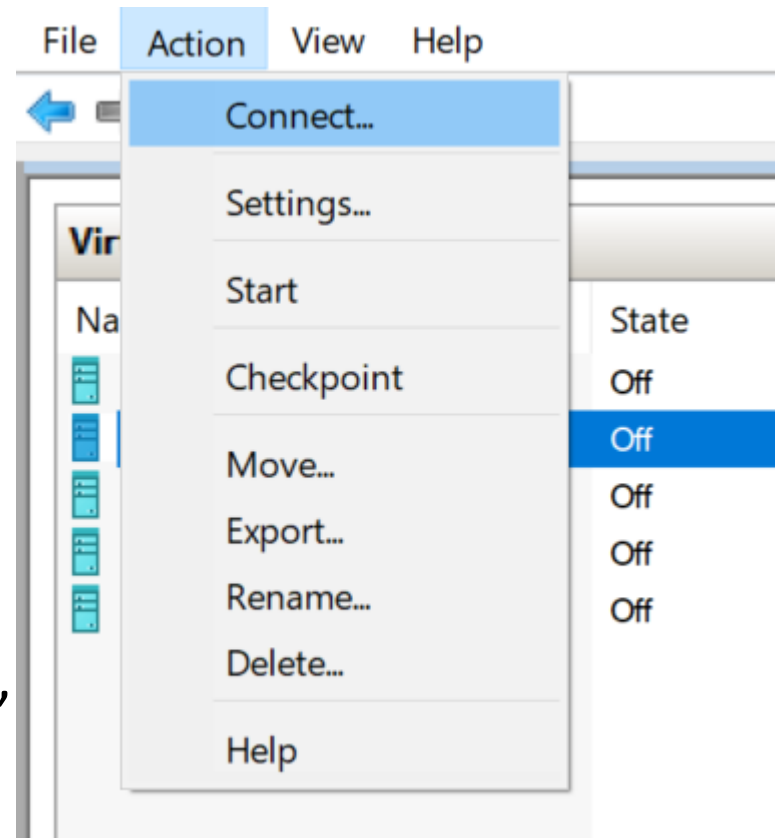 File Action View Help
Connect...
Settings...
Vir
Start
Na State
Checkpoint Off
Off
Move...
Off
Export...
Off
Rename...
Off
Delete...
,
Help